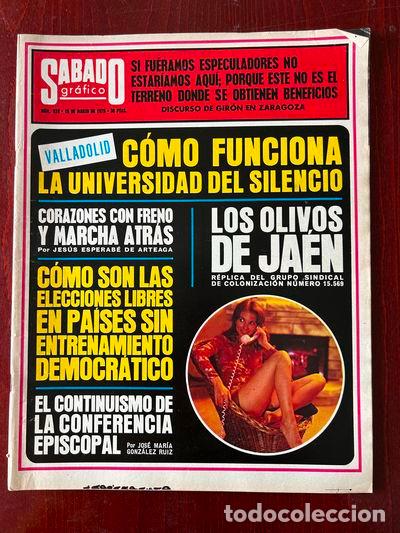 SABADO
gráfico
SI FUERAMOS ESPECULADORES NO
ESTARIAMOS AQUI; PORQUE ESTE NO ES EL
TERRENO DONDE SE OBTIENEN BENEFICIOS
DISCURSO DE GIRÓN EN ZARAGOZA
VALLADOLID
CÓMO FUNCIONA
LA UNIVERSIDAD DEL SILENCIO
CORAZONES CON FRENO
Y MARCHA ATRÁS
Por JESÚS ESPERABÉ DE ARTEAGA
LOS OLIVOS
DE JAÉN
RÉPLICA DEL GRUPO SINDICAL
DE COLONIZACIÓN NÚMERO 15.569
CÓMO SON LAS
ELECCIONES LIBRES
EN PAÍSES SIN
ENTRENAMIENTO
DEMOCRÁTICO
EL CONTINUISMO DE
LA CONFERENCIA
EPISCOPAL
Por JOSÉ MARÍA
GONZÁLEZ RUIZ
todocoleccion